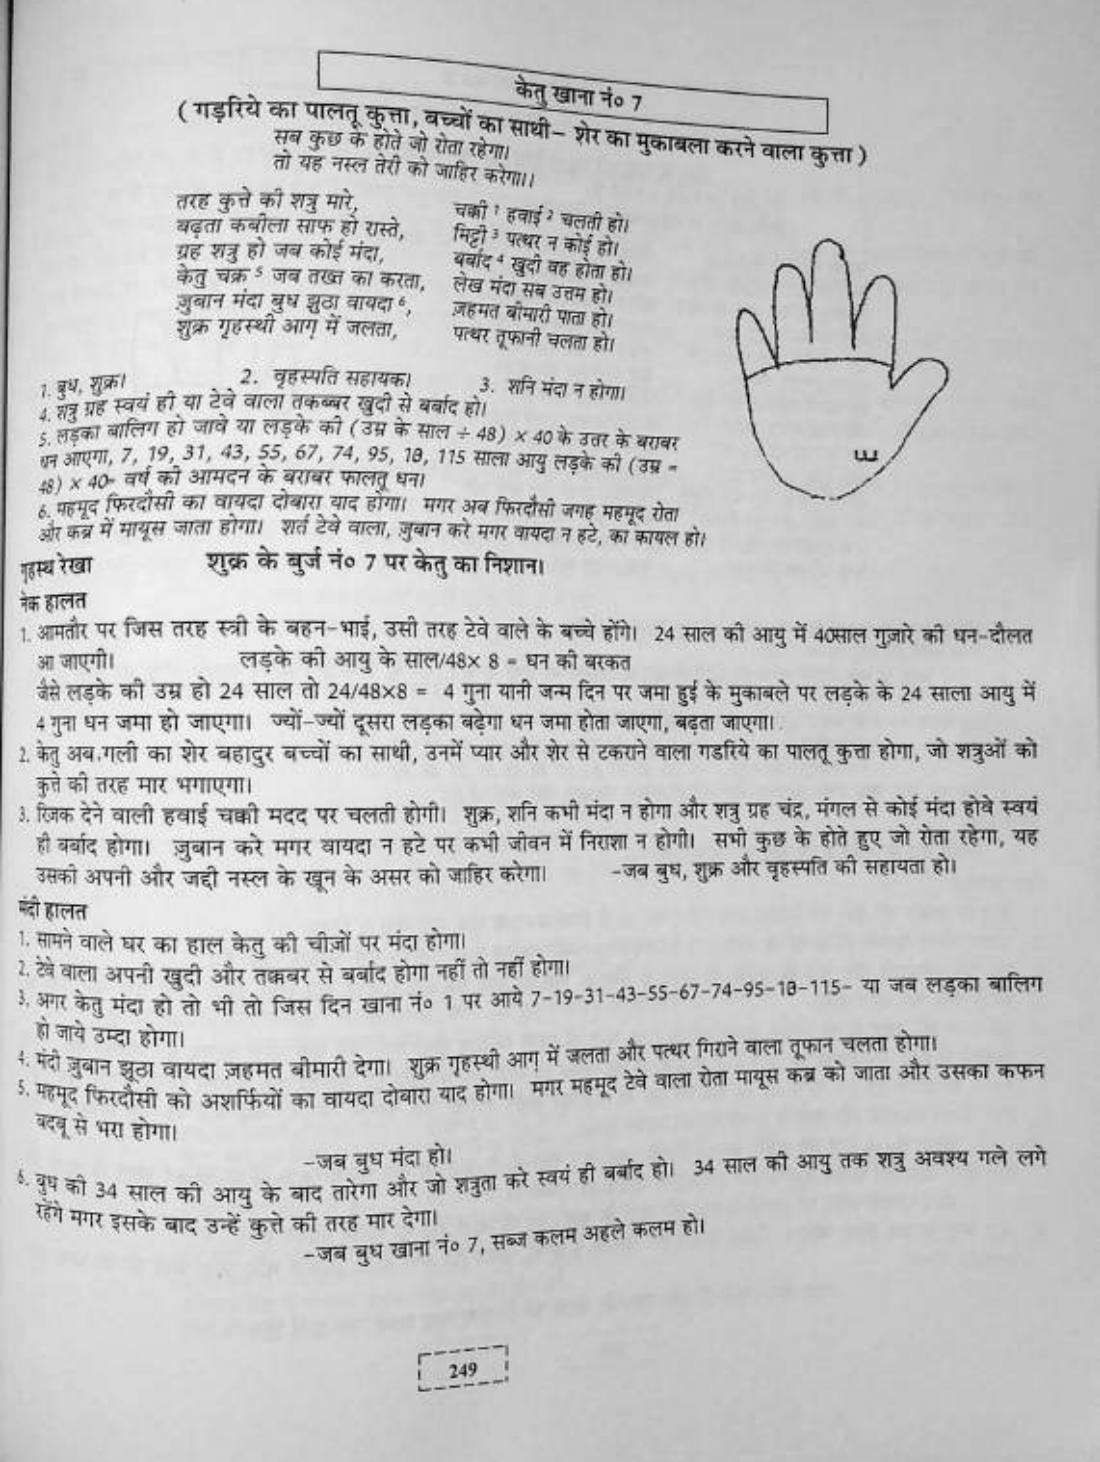 केतु खाना नं० 7
( गड़रिये का पालतू कुत्ता, बच्चों का साथी- शेर का मुकाबला करने वाला कुत्ता )
सब कुछ के होते जो रोता रहेगा।
तो यह नस्ल तेरी को जाहिर करेगा।।
तरह कुत्ते की शत्रु मारे, चक्की ¹ हवाई ² चलती हो।
बढ़ता कबीला साफ हो रास्ते, मिट्टी ³ पत्थर न कोई हो।
ग्रह शत्रु हो जब कोई मंदा, बर्बाद ⁴ खुदी वह होता हो।
केतु चक्र ⁵ जब तख्त का करता, लेख मंदा सब उत्तम हो।
जुबान मंदा बुध झुठा वायदा ⁶, ज़हमत बीमारी पाता हो।
शुक्र गृहस्थी आग में जलता, पत्थर तूफानी चलता हो।
1. बुध, शुक्र। 2. वृहस्पति सहायक। 3. शनि मंदा न होगा।
4. शत्रु ग्रह स्वयं ही या टेवे वाला तकब्बर खुदी से बर्बाद हो।
5. लड़का बालिग हो जावे या लड़के की (उम्र के साल ÷ 48) × 40 के उतर के बराबर
धन आएगा, 7, 19, 31, 43, 55, 67, 74, 95, 18, 115 साला आयु लड़के की (उम्र =
48) × 40- वर्ष की आमदन के बराबर फालतू धन।
6. महमूद फिरदौसी का वायदा दोबारा याद होगा। मगर अब फिरदौसी जगह महमूद रोता
और कब्र में मायूस जाता होगा। शर्त टेवे वाला, जुबान करे मगर वायदा न हटे, का कायल हो।
गृहस्थ रेखा शुक्र के बुर्ज नं० 7 पर केतु का निशान।
नेक हालत
1. आमतौर पर जिस तरह स्त्री के बहन-भाई, उसी तरह टेवे वाले के बच्चे होंगे। 24 साल की आयु में 40साल गुज़ारे की धन-दौलत
आ जाएगी। लड़के की आयु के साल/48× 8 = धन की बरकत
जैसे लड़के की उम्र हो 24 साल तो 24/48×8 = 4 गुना यानी जन्म दिन पर जमा हुई के मुकाबले पर लड़के के 24 साला आयु में
4 गुना धन जमा हो जाएगा। ज्यों-ज्यों दूसरा लड़का बढ़ेगा धन जमा होता जाएगा, बढ़ता जाएगा।
2. केतु अब.गली का शेर बहादुर बच्चों का साथी, उनमें प्यार और शेर से टकराने वाला गडरिये का पालतू कुत्ता होगा, जो शत्रुओं को
कुत्ते की तरह मार भगाएगा।
3. रिज़क देने वाली हवाई चक्की मदद पर चलती होगी। शुक्र, शनि कभी मंदा न होगा और शत्रु ग्रह चंद्र, मंगल से कोई मंदा होवे स्वयं
ही बर्बाद होगा। जुबान करे मगर वायदा न हटे पर कभी जीवन में निराशा न होगी। सभी कुछ के होते हुए जो रोता रहेगा, यह
उसकी अपनी और जद्दी नस्ल के खून के असर को जाहिर करेगा। -जब बुध, शुक्र और वृहस्पति की सहायता हो।
मंदी हालत
1. सामने वाले घर का हाल केतु की चीज़ों पर मंदा होगा।
2. टेवे वाला अपनी खुदी और तक्कबर से बर्बाद होगा नहीं तो नहीं होगा।
3. अगर केतु मंदा हो तो भी तो जिस दिन खाना नं० 1 पर आये 7-19-31-43-55-67-74-95-18-115- या जब लड़का बालिग
हो जाये उम्दा होगा।
4. मंदी ज़ुबान झूठा वायदा ज़हमत बीमारी देगा। शुक्र गृहस्थी आग में जलता और पत्थर गिराने वाला तूफान चलता होगा।
5. महमूद फिरदौसी को अशर्फियों का वायदा दोबारा याद होगा। मगर महमूद टेवे वाला रोता मायूस कब्र को जाता और उसका कफन
बदबू से भरा होगा।
-जब बुध मंदा हो।
6. बुध की 34 साल की आयु के बाद तारेगा और जो शत्रुता करे स्वयं ही बर्बाद हो। 34 साल की आयु तक शत्रु अवश्य गले लगे
रहेंगे मगर इसके बाद उन्हें कुत्ते की तरह मार देगा।
-जब बुध खाना नं० 7, सब्ज कलम अहले कलम हो।
249